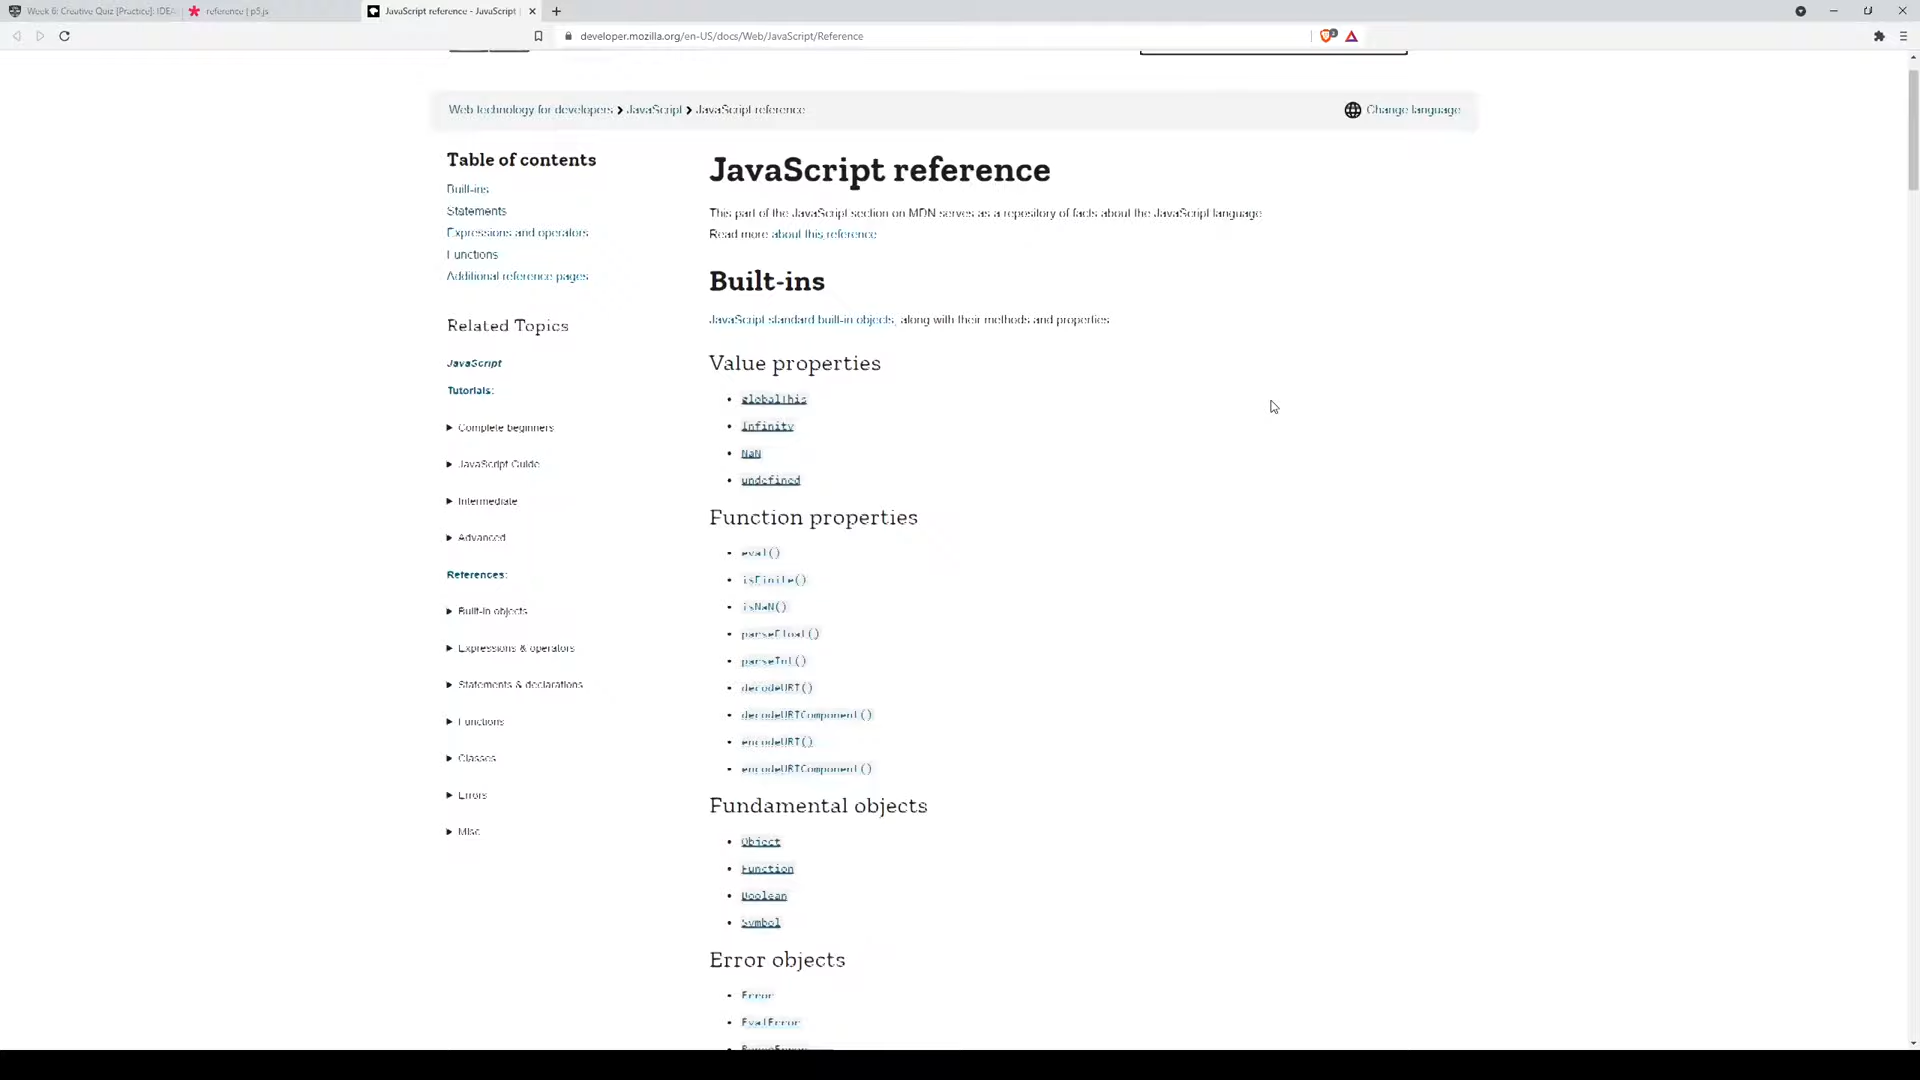 Week 6: Creative Quiz [Practice]: IDEA
reference | p5.js
JavaScript reference - JavaScript
developer.mozilla.org/en-US/docs/Web/JavaScript/Reference
Web technology for developers
JavaScript
JavaScript reference
Change language
Table of contents
Built-ins
Statements
Expressions and operators
Functions
Additional reference pages
Related Topics
JavaScript
Tutorials:
Complete beginners
JavaScript Guide
Intermediate
Advanced
References:
Built-in objects
Expressions & operators
Statements & declarations
Functions
Classes
Errors
Misc
JavaScript reference
This part of the JavaScript section on MDN serves as a repository of facts about the JavaScript language.
Read more about this reference.
Built-ins
JavaScript standard built-in objects, along with their methods and properties.
Value properties
globalThis
Infinity
NaN
undefined
Function properties
eval()
isFinite()
isNaN()
parseFloat()
parseInt()
decodeURI()
decodeURIComponent()
encodeURI()
encodeURIComponent()
Fundamental objects
Object
Function
Boolean
Symbol
Error objects
Error
EvalError